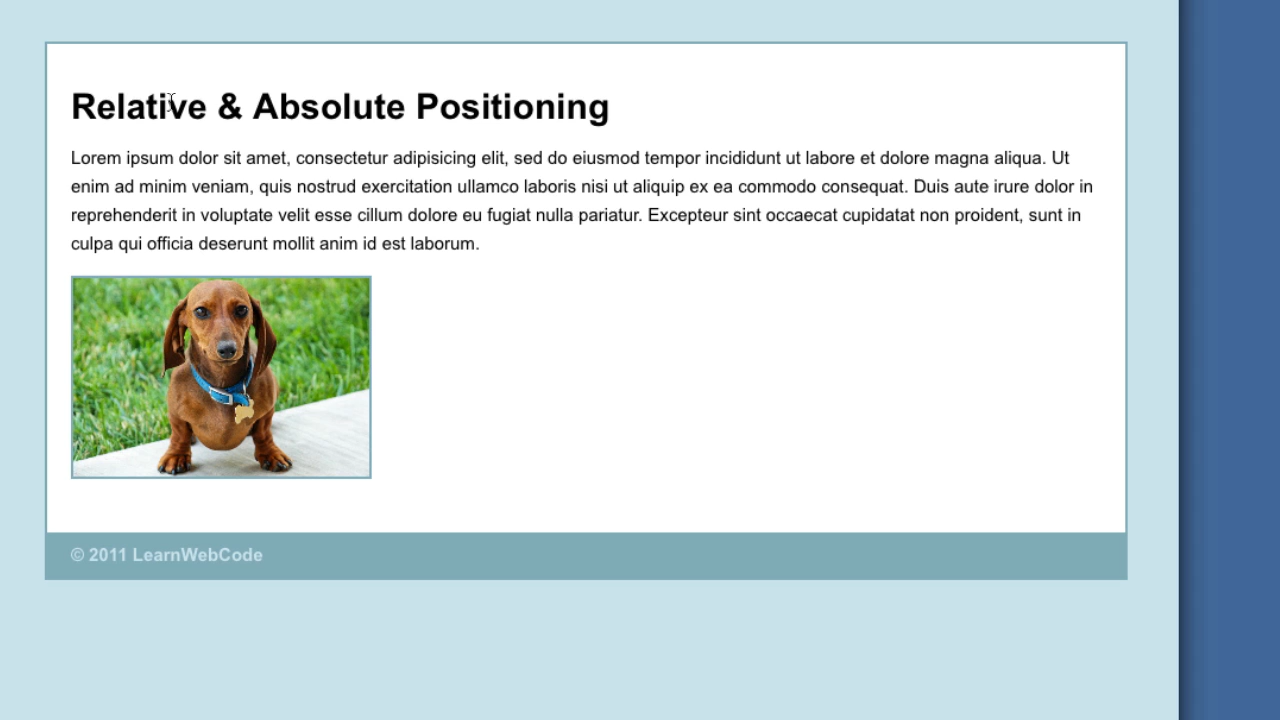 Relative & Absolute Positioning
Lorem ipsum dolor sit amet, consectetur adipisicing elit, sed do eiusmod tempor incididunt ut labore et dolore magna aliqua. Ut
enim ad minim veniam, quis nostrud exercitation ullamco laboris nisi ut aliquip ex ea commodo consequat. Duis aute irure dolor in
reprehenderit in voluptate velit esse cillum dolore eu fugiat nulla pariatur. Excepteur sint occaecat cupidatat non proident, sunt in
culpa qui officia deserunt mollit anim id est laborum.
© 2011 LearnWebCode